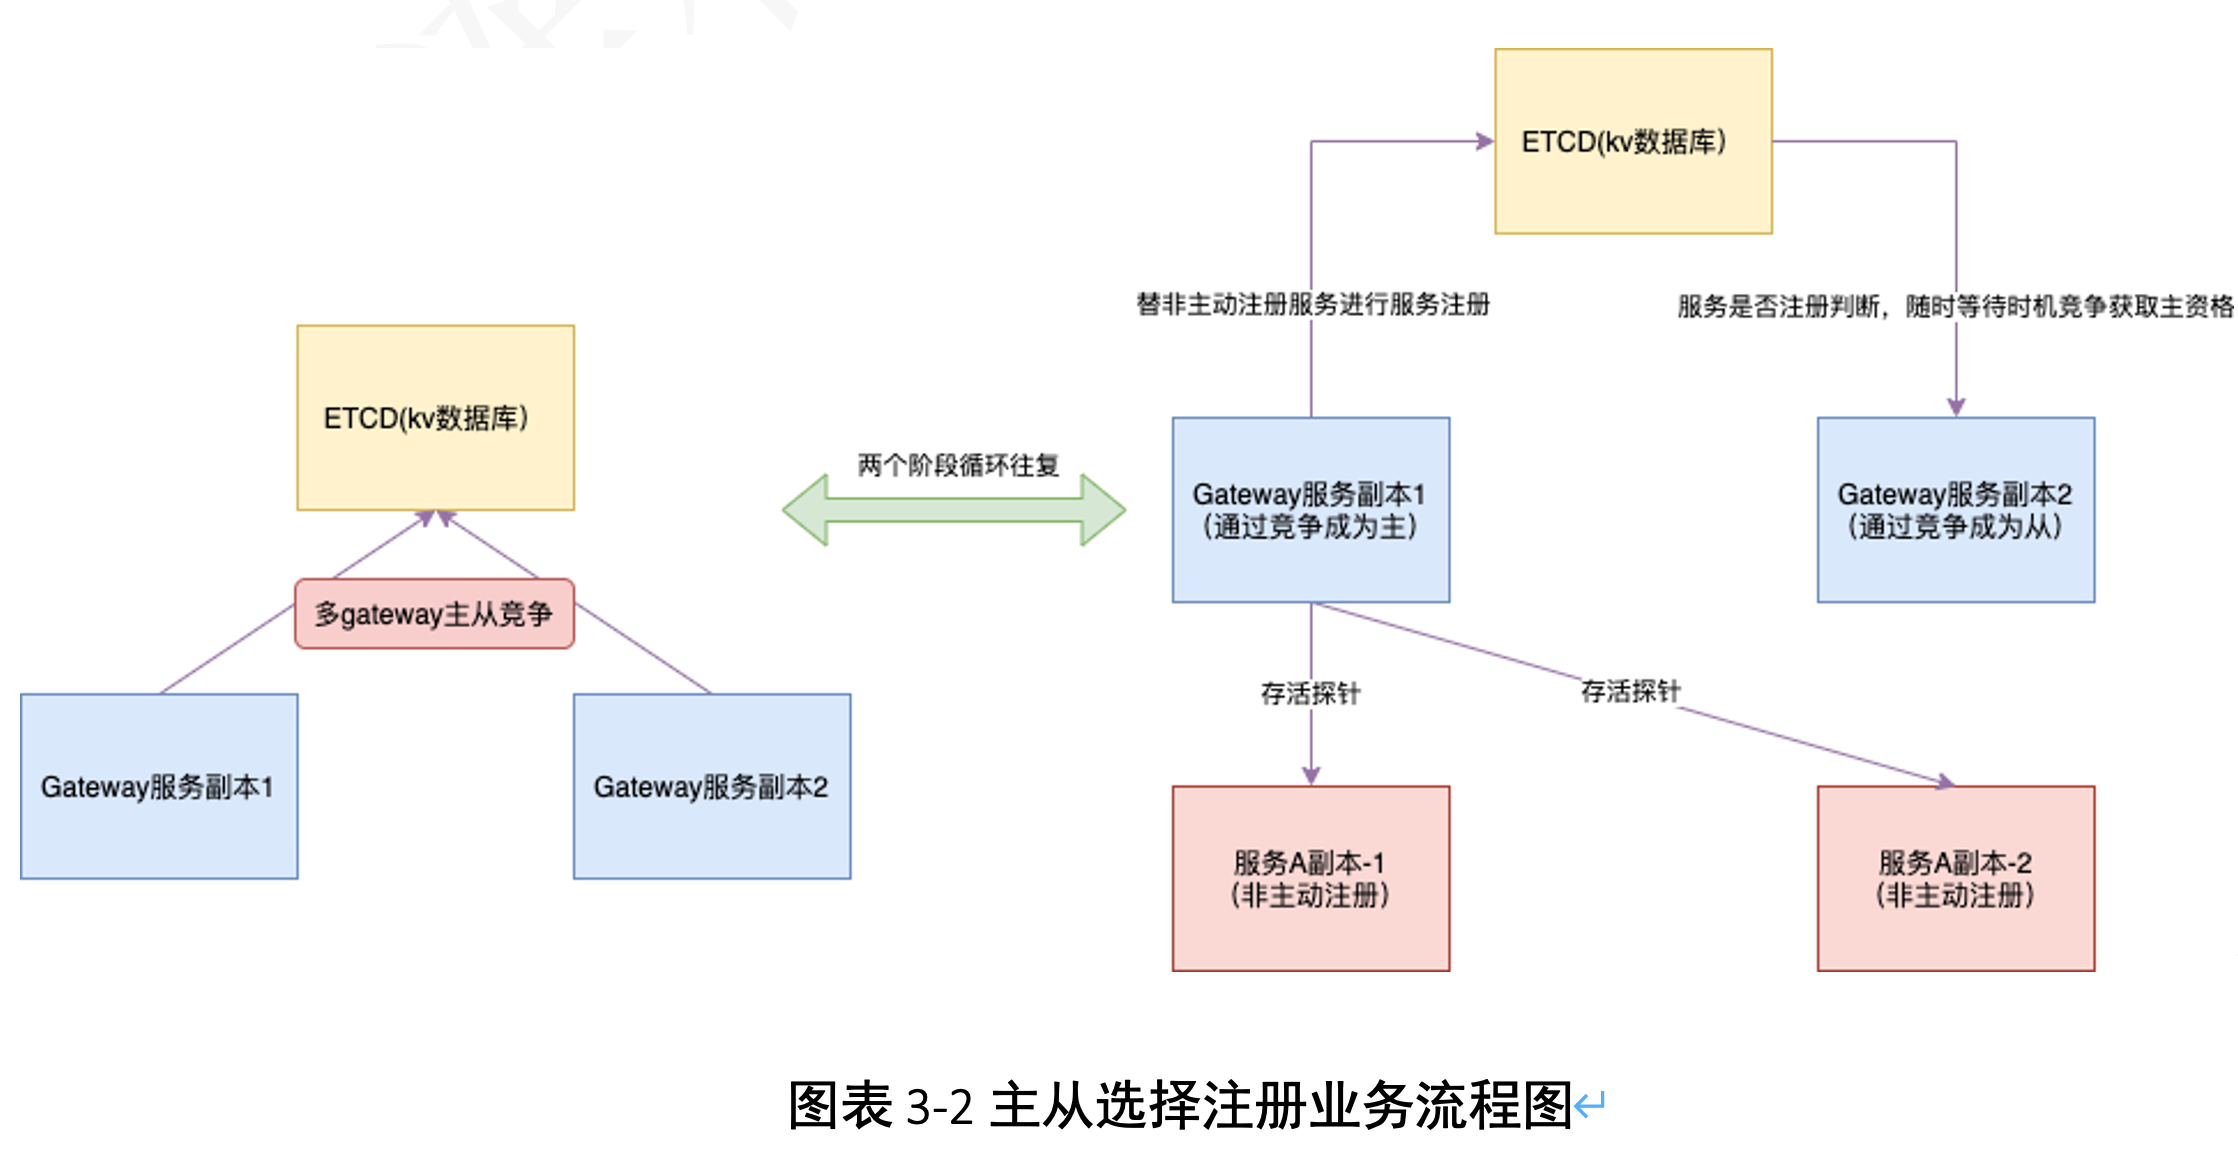 ETCD(kv数据库）
替非主动注册服务进行服务注册
服务是否注册判断，随时等待时机竞争获取主资格
ETCD(kv数据库）
两个阶段循环往复
Gateway服务副本1
（通过竞争成为主）
Gateway服务副本2
（通过竞争成为从）
多gateway主从竞争
存活探针
存活探针
Gateway服务副本1
Gateway服务副本2
服务A副本-1
（非主动注册）
服务A副本-2
（非主动注册）
图表 3-2 主从选择注册业务流程图